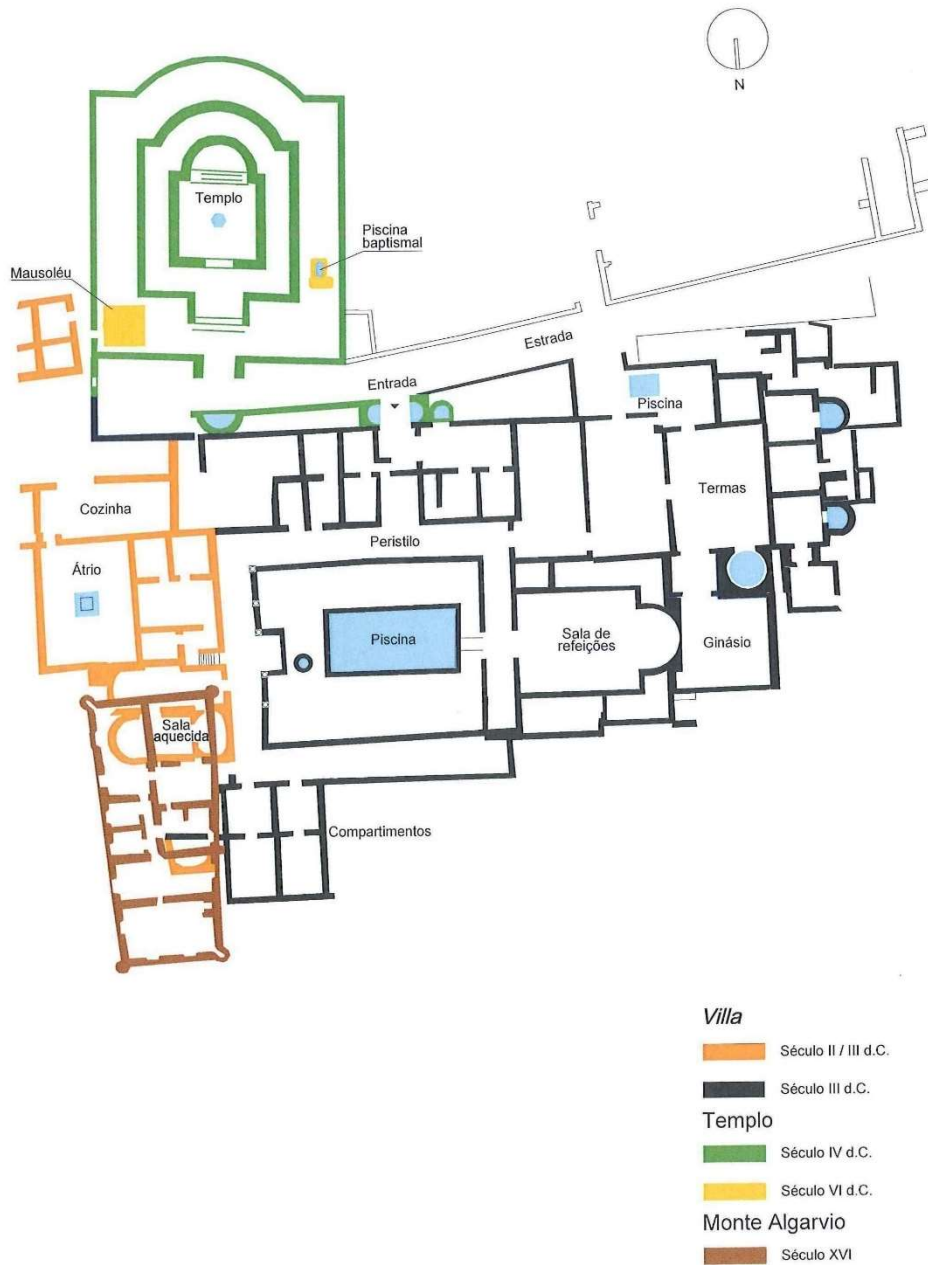 N
Templo
Piscina
baptismal
Mausoléu
Estrada
Entrada
Piscina
Cozinha
Termas
Peristilo
Átrio
Piscina
Sala de
refeições
Ginásio
Sala
aquecida
Compartimentos
Villa
Século II / III d.C.
Século III d.C.
Templo
Século IV d.C.
Século VI d.C.
Monte Algarvio
Século XVI